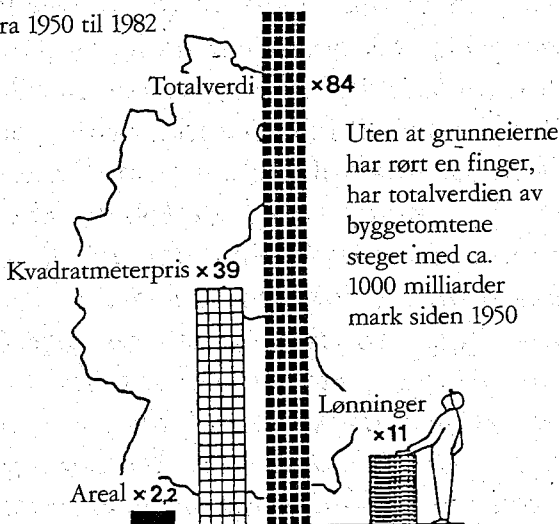 ra 1950 til 1982
Totalverdi ×84
Uten at grunneierne
har rørt en finger,
har totalverdien av
byggetomtene
steget med ca.
1000 milliarder
mark siden 1950
Kvadratmeterpris ×39
Lønninger
×11
Areal ×2,2